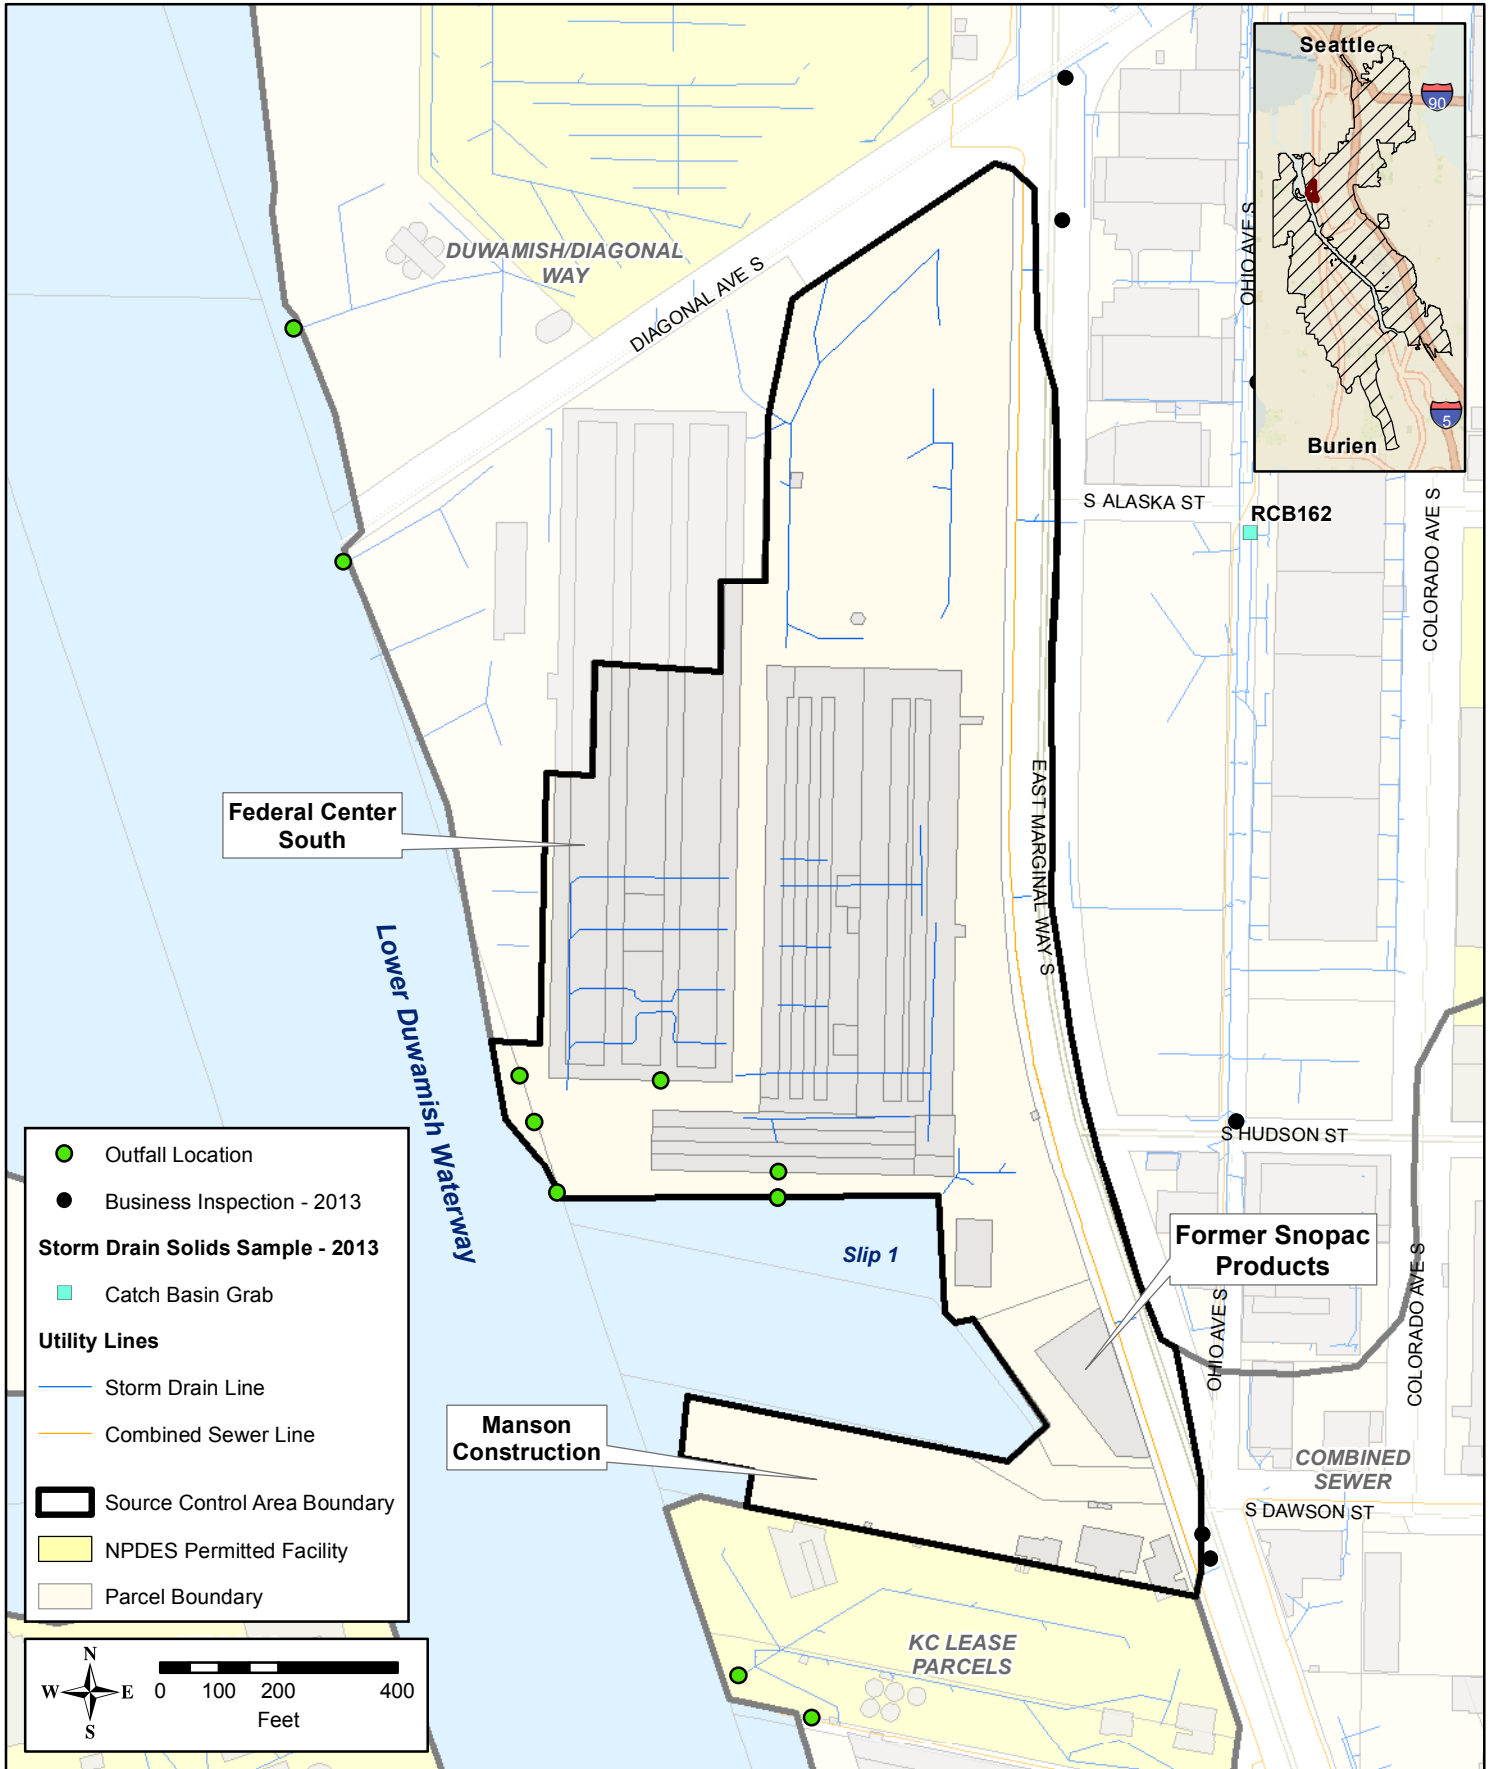 Seattle
90
5
Burien
DUWAMISH/DIAGONAL
WAY
DIAGONAL AVE S
OHIO AVE S
S ALASKA ST
RCB162
COLORADO AVE S
EAST MARGINAL WAY S
Federal Center
South
Lower Duwamish Waterway
S HUDSON ST
Slip 1
Former Snopac
Products
OHIO AVE S
COLORADO AVE S
Manson
Construction
COMBINED
SEWER
S DAWSON ST
KC LEASE
PARCELS
Outfall Location
Business Inspection - 2013
Storm Drain Solids Sample - 2013
Catch Basin Grab
Utility Lines
Storm Drain Line
Combined Sewer Line
Source Control Area Boundary
NPDES Permitted Facility
Parcel Boundary
N
W E
S
0 100 200 400
Feet